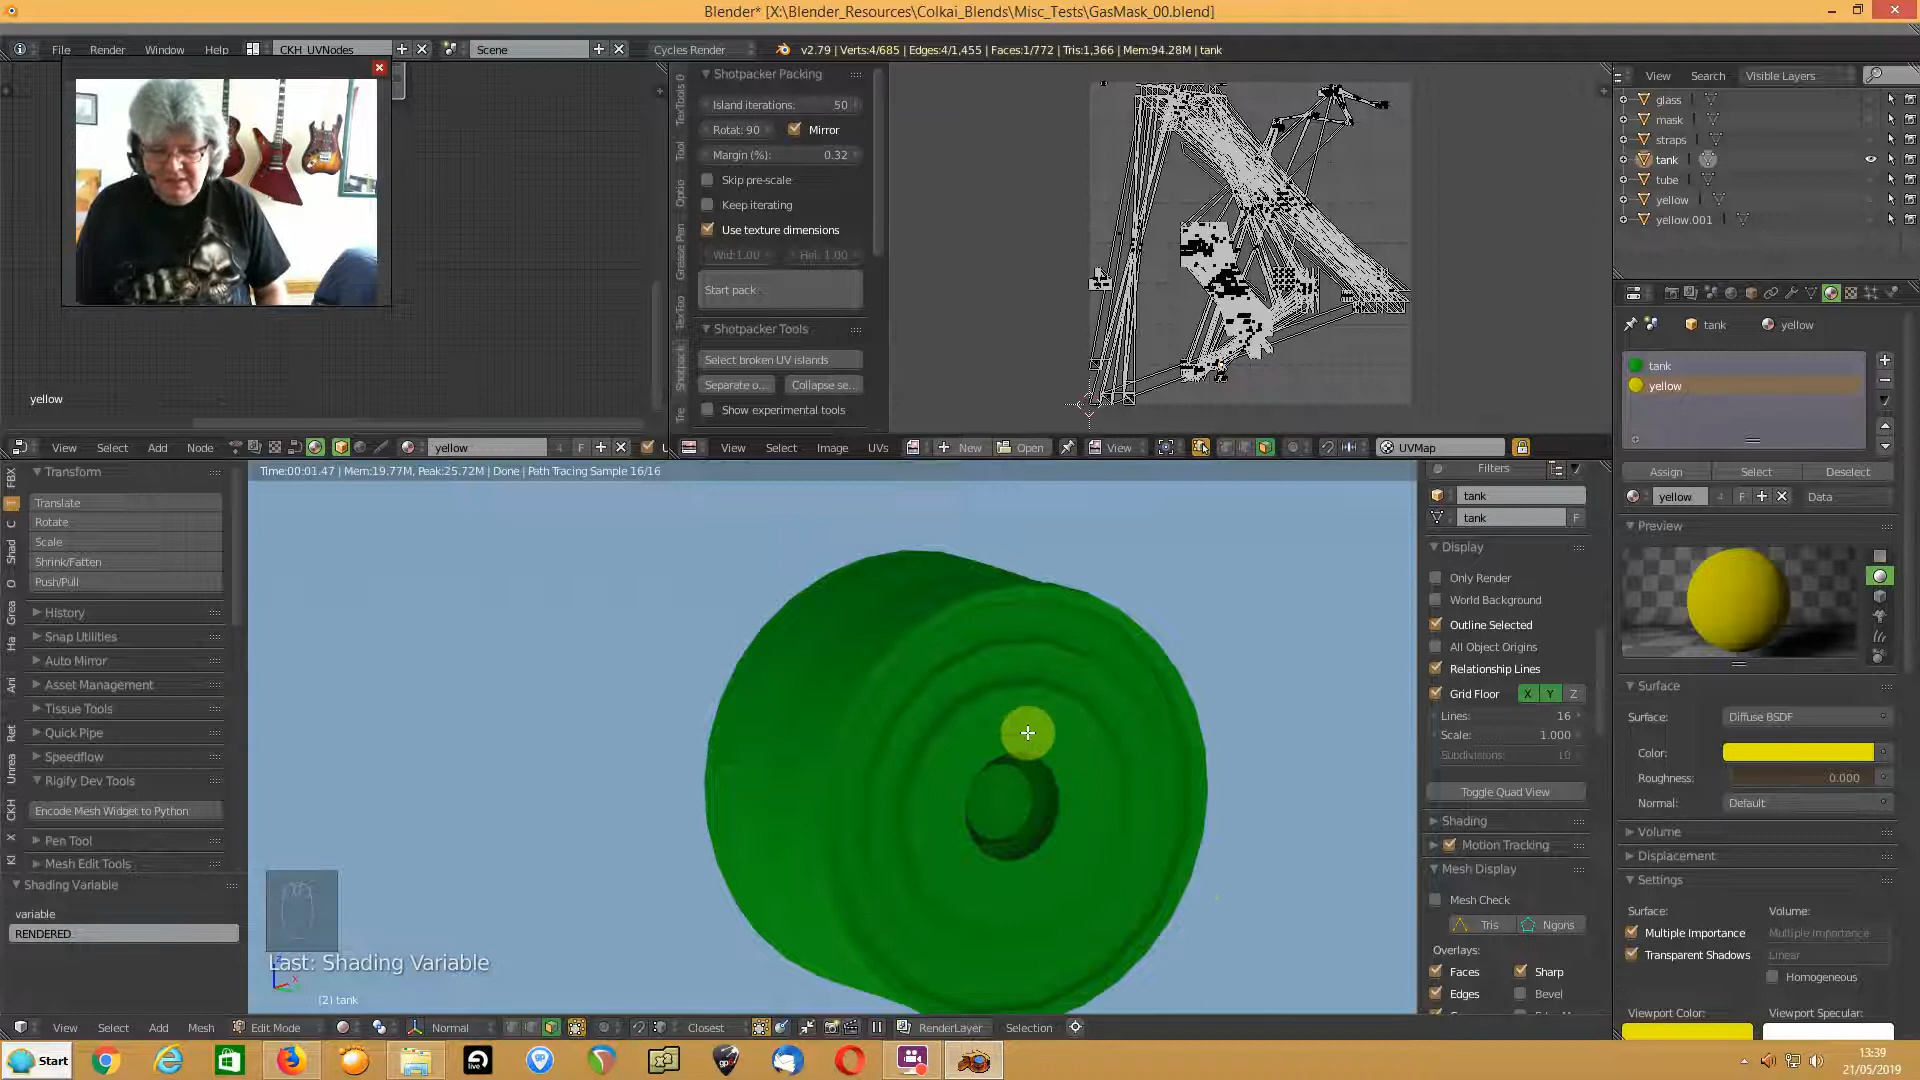 Blender* [X:\Blender_Resources\Colkai_Blends\Misc_Tests\GasMask_00.blend]
File Render Window Help CKH_UVNodes Scene Cycles Render v2.79 | Verts:4/685 | Edges:4/1,455 | Faces:1/772 | Tris:1,366 | Mem:94.28M | tank
Shotpacker Packing
Island iterations: 50
Rotat: 90 Mirror
Margin (%): 0.32
Skip pre-scale
Keep iterating
Use texture dimensions
Wid:1.00 Hei: 1.00
Start pack
Shotpacker Tools
Select broken UV islands
Separate o... Collapse se...
Show experimental tools
View Search Visible Layers
glass
mask
straps
tank
tube
yellow
yellow.001
yellow
View Select Add Node yellow F
View Select Image UVs New Open View UVMap
tank yellow
tank
yellow
Assign Select Deselect
yellow 4 F Data
Preview
Surface
Surface: Diffuse BSDF
Color:
Roughness: 0.000
Normal: Default
Volume
Displacement
Settings
Surface: Volume:
Multiple Importance Multiple Importance
Transparent Shadows Linear
Homogeneous
Viewport Color: Viewport Specular:
Transform
Translate
Rotate
Scale
Shrink/Fatten
Push/Pull
History
Snap Utilities
Auto Mirror
Asset Management
Tissue Tools
Quick Pipe
Speedflow
Rigify Dev Tools
Encode Mesh Widget to Python
Pen Tool
Mesh Edit Tools
Shading Variable
variable
RENDERED
Time:00:01.47 | Mem:19.77M, Peak:25.72M | Done | Path Tracing Sample 16/16
Last: Shading Variable
(2) tank
Filters
tank
tank F
Display
Only Render
World Background
Outline Selected
All Object Origins
Relationship Lines
Grid Floor X Y Z
Lines: 16
Scale: 1.000
Subdivisions: 10
Toggle Quad View
Shading
Motion Tracking
Mesh Display
Mesh Check
Tris Ngons
Overlays:
Faces Sharp
Edges Bevel
View Select Add Mesh Edit Mode Normal Closest RenderLayer Selection
Start
live
13:39
21/05/2019